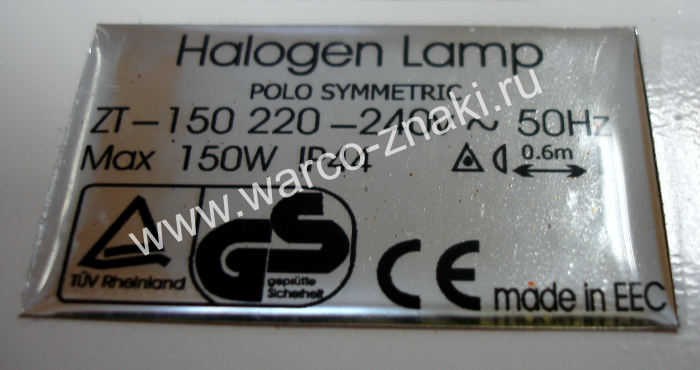 Halogen Lamp
POLO SYMMETRIC
ZT-150 220-240v ~ 50Hz
Max 150W IP44 0.6m
TÜV Rheinland
GS
geprüfte
Sicherheit
CE made in EEC
www.warco-znaki.ru